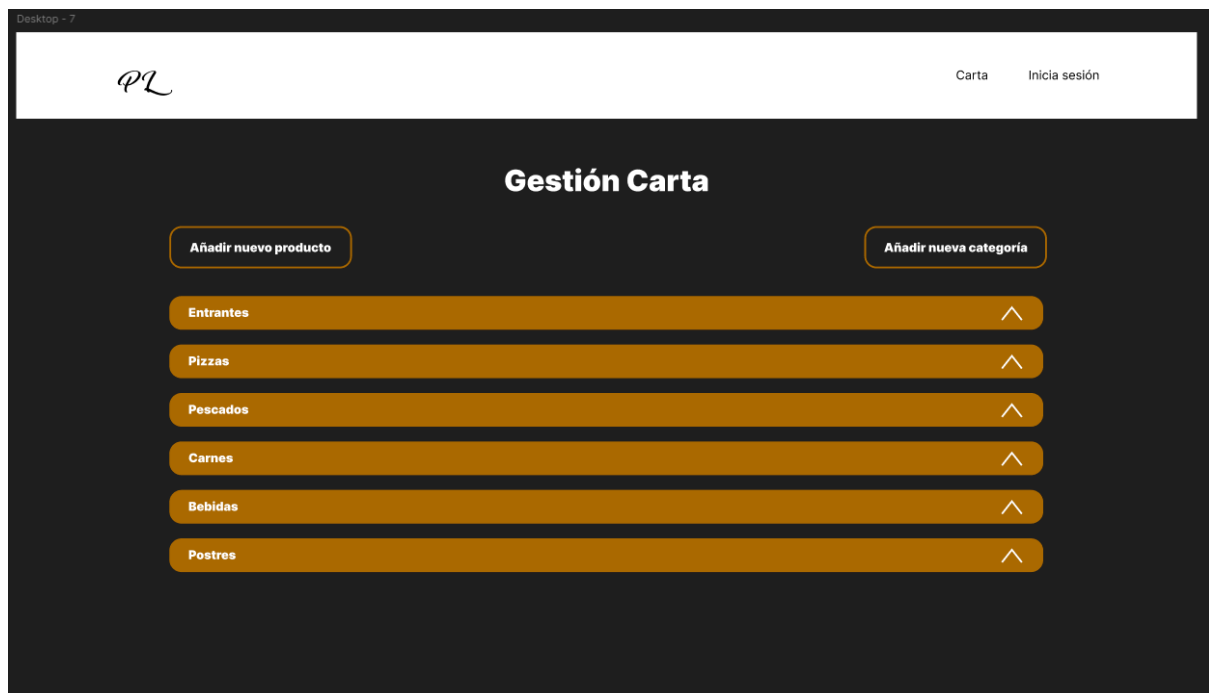 Desktop - 7
PL
Carta
Inicia sesión
Gestión Carta
Añadir nuevo producto
Añadir nueva categoría
Entrantes
Pizzas
Pescados
Carnes
Bebidas
Postres